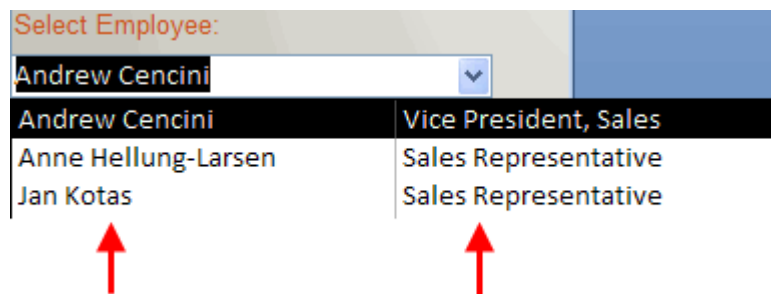 Select Employee:
Andrew Cencini
Andrew Cencini Vice President, Sales
Anne Hellung-Larsen Sales Representative
Jan Kotas Sales Representative